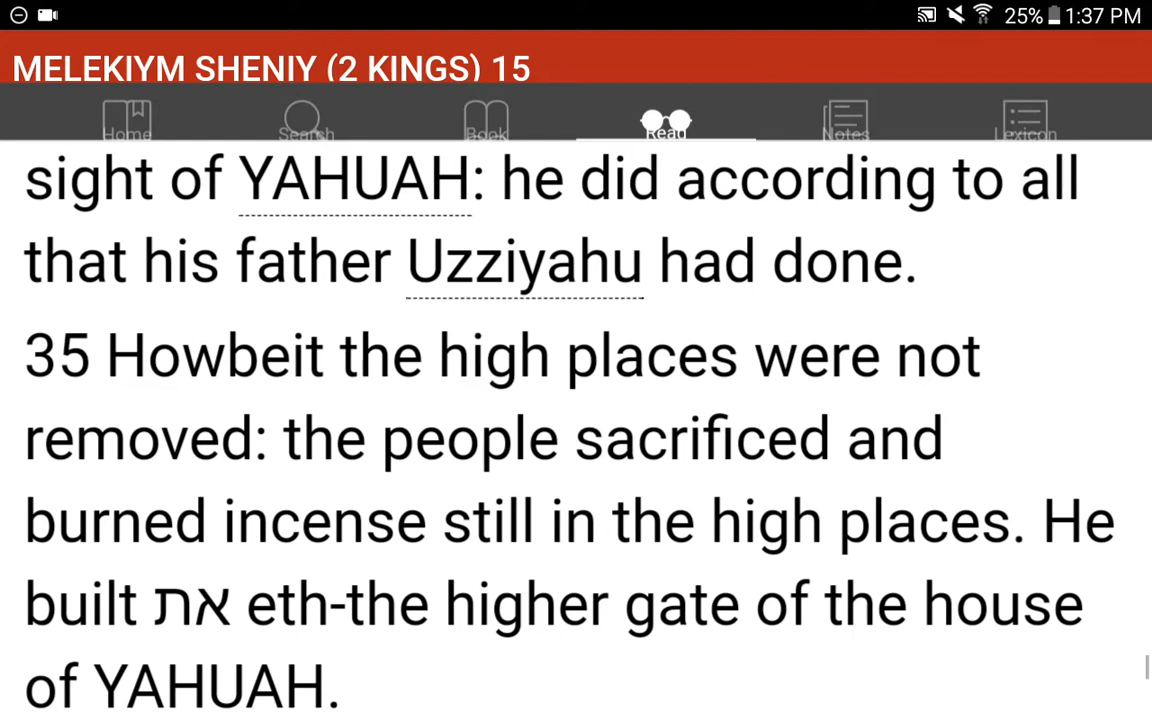 25% 1:37 PM
MELEKIYM SHENIY (2 KINGS) 15
Home Search Book Read Notes Lexicon
sight of YAHUAH: he did according to all
that his father Uzziyahu had done.
35 Howbeit the high places were not
removed: the people sacrificed and
burned incense still in the high places. He
built את eth-the higher gate of the house
of YAHUAH.